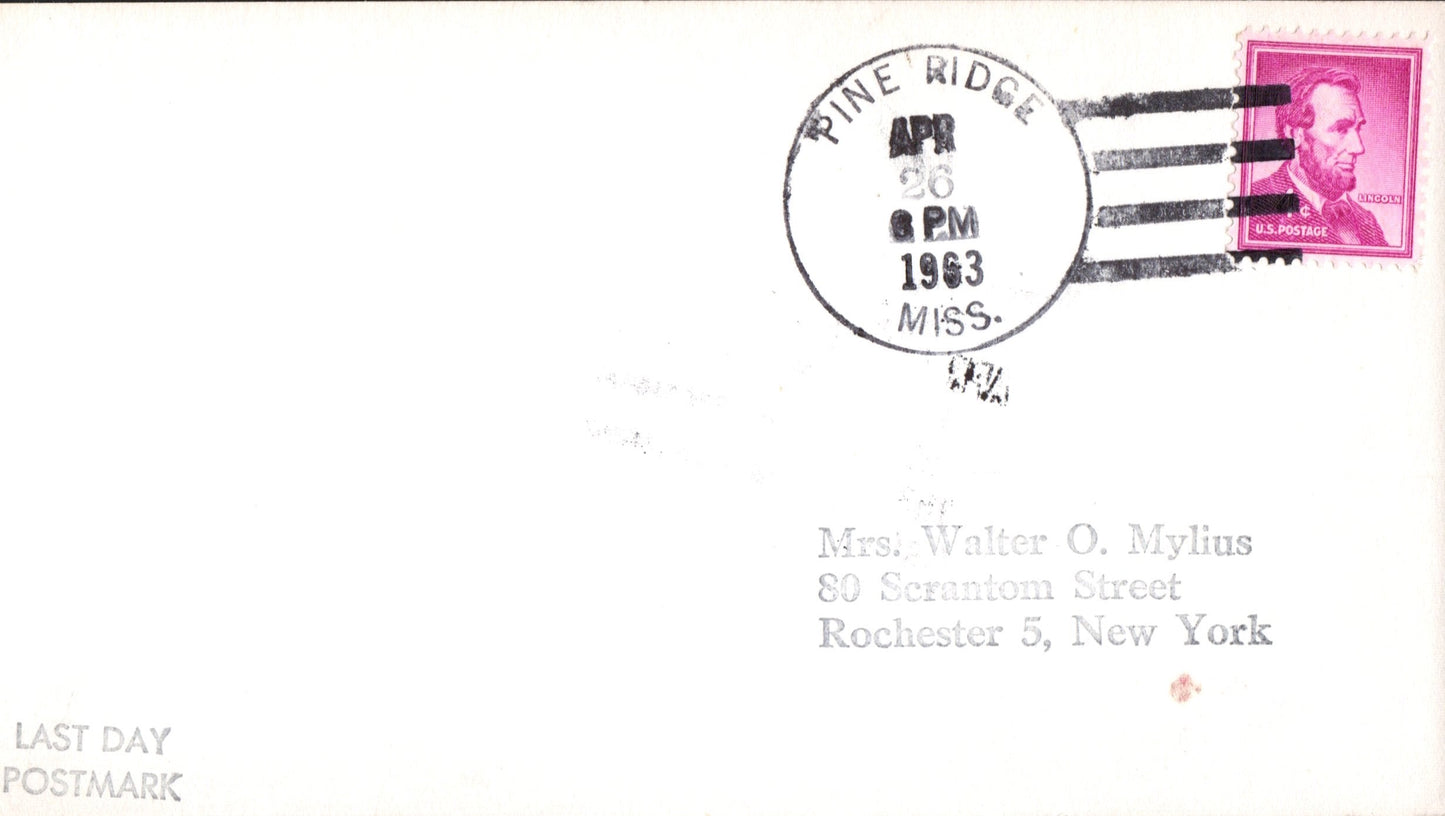 PINE RIDGE
APR
26
6 PM
1963
MISS.
LINCOLN
4¢
U.S. POSTAGE
Mrs. Walter O. Mylius
80 Scrantom Street
Rochester 5, New York
LAST DAY
POSTMARK